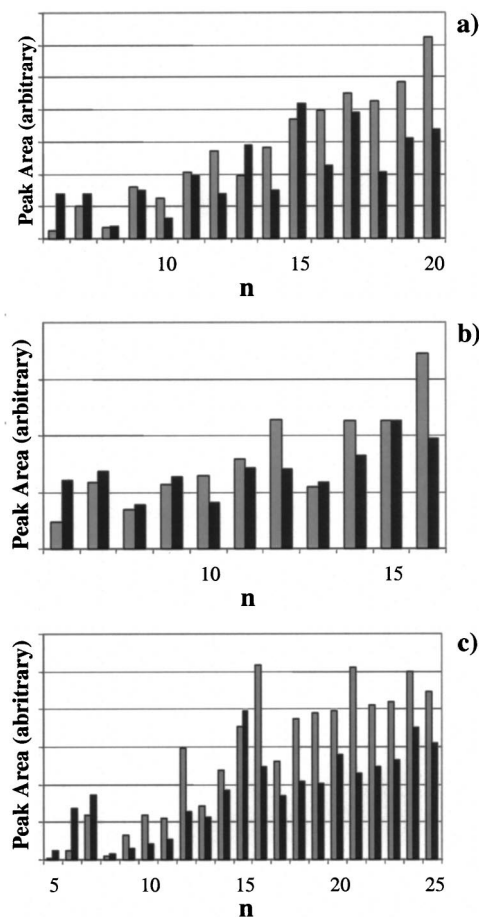 a)
Peak Area (arbitrary)
10 15 20
n
b)
Peak Area (arbitrary)
10 15
n
c)
Peak Area (abritrary)
5 10 15 20 25
n